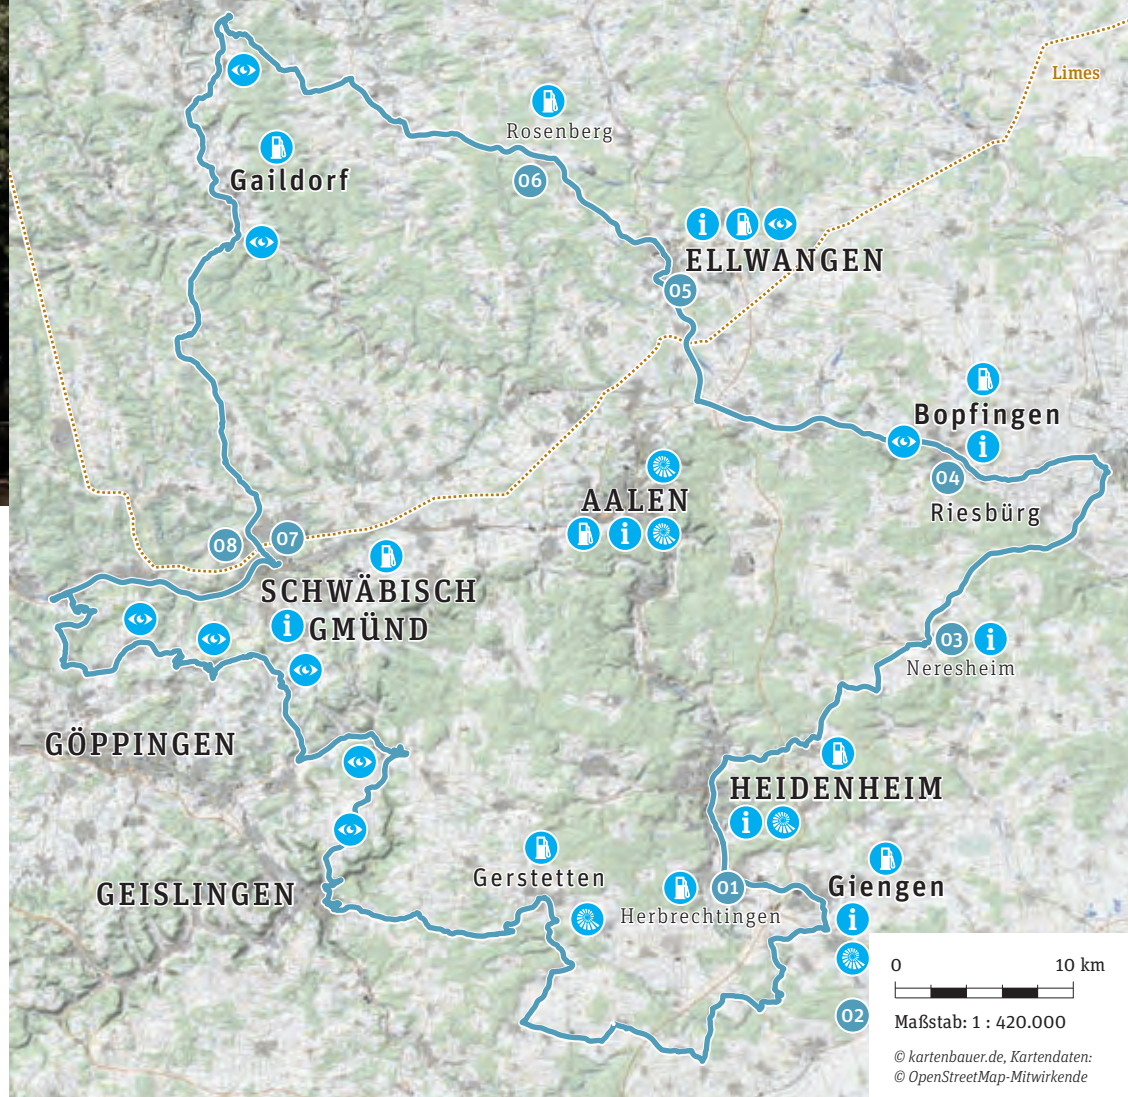 Limes
Rosenberg
06
Gaildorf
i
ELLWANGEN
05
Bopfingen
i
04
Riesbürg
AALEN
i
07
08
SCHWÄBISCH
i GMÜND
03 i
Neresheim
GÖPPINGEN
HEIDENHEIM
i
Gerstetten
GEISLINGEN
01
Giengen
Herbrechtingen
i
02
0 10 km
Maßstab: 1 : 420.000
© kartenbauer.de, Kartendaten:
© OpenStreetMap-Mitwirkende